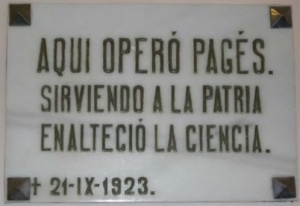 AQUI OPERÓ PAGÉS.
SIRVIENDO A LA PATRIA
ENALTECIÓ LA CIENCIA.
† 21-IX-1923.